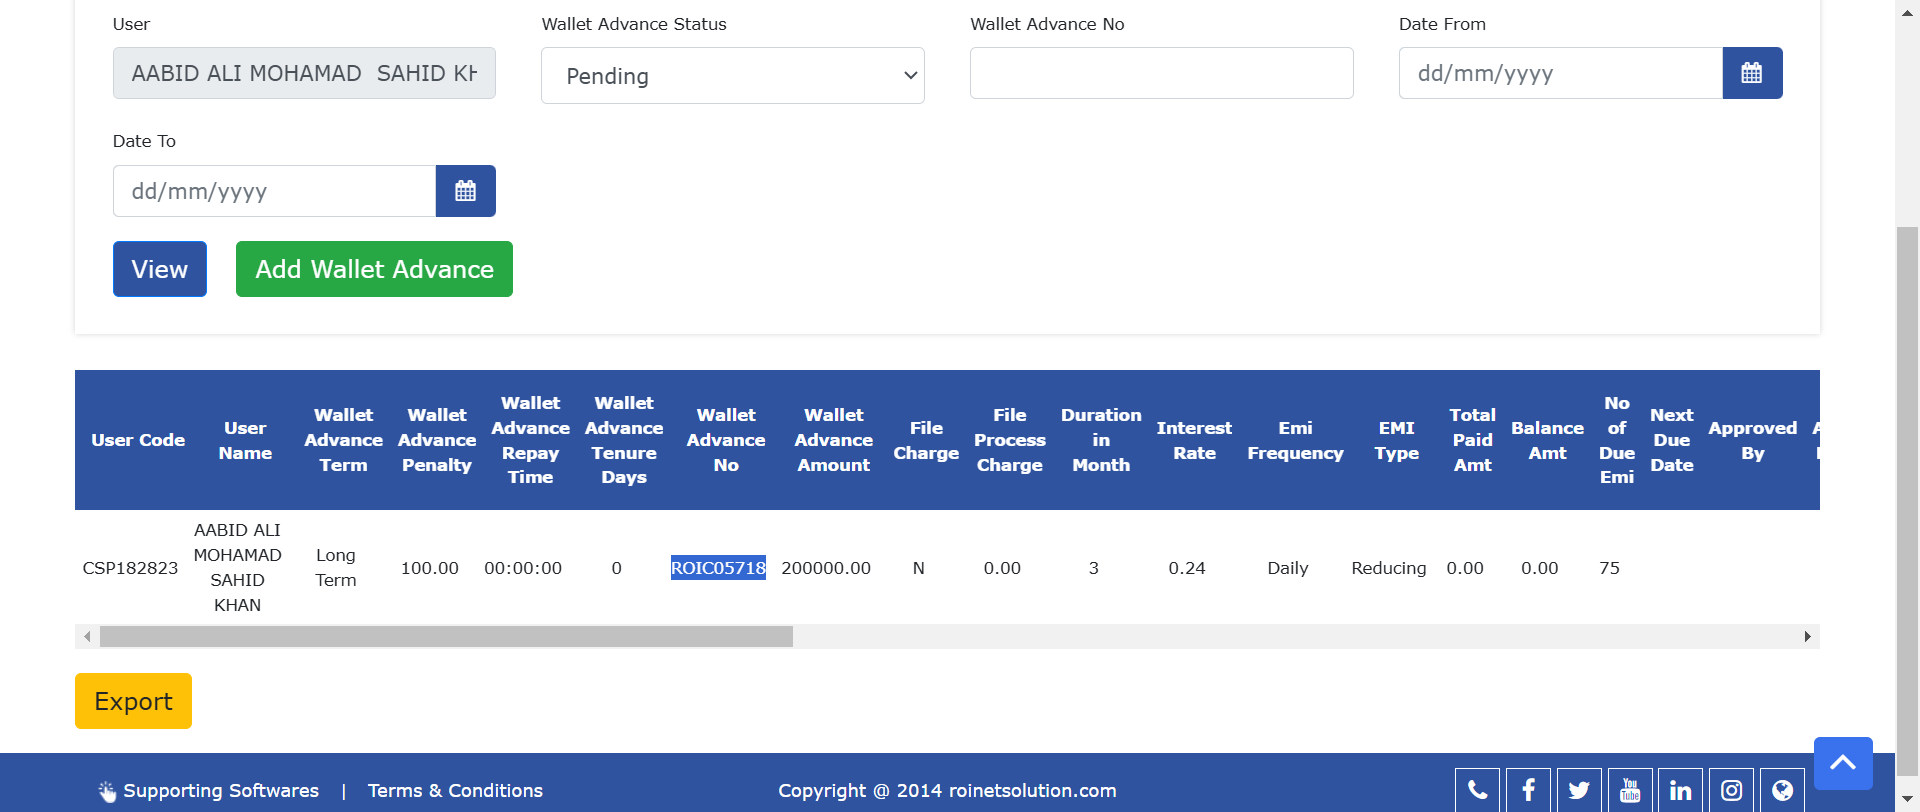 User
Wallet Advance Status
Wallet Advance No
Date From
AABID ALI MOHAMAD  SAHID KH
Pending
dd/mm/yyyy
Date To
dd/mm/yyyy
View
Add Wallet Advance
User Code
User
Name
Wallet
Advance
Term
Wallet
Advance
Penalty
Wallet
Advance
Repay
Time
Wallet
Advance
Tenure
Days
Wallet
Advance
No
Wallet
Advance
Amount
File
Charge
File
Process
Charge
Duration
in
Month
Interest
Rate
Emi
Frequency
EMI
Type
Total
Paid
Amt
Balance
Amt
No
of
Due
Emi
Next
Due
Date
Approved
By
CSP182823
AABID ALI
MOHAMAD
SAHID
KHAN
Long
Term
100.00
00:00:00
0
ROIC05718
200000.00
N
0.00
3
0.24
Daily
Reducing
0.00
0.00
75
Export
Supporting Softwares | Terms & Conditions
Copyright @ 2014 roinetsolution.com
You
Tube